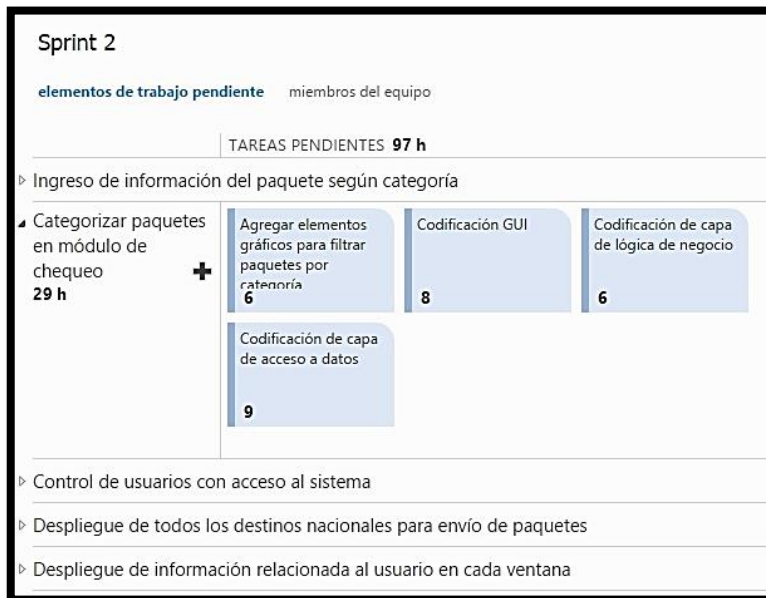 Sprint 2
elementos de trabajo pendiente miembros del equipo
TAREAS PENDIENTES 97 h
Ingreso de información del paquete según categoría
Categorizar paquetes
en módulo de
chequeo
29 h
Agregar elementos
gráficos para filtrar
paquetes por
categoría
6
Codificación GUI
8
Codificación de capa
de lógica de negocio
6
Codificación de capa
de acceso a datos
9
Control de usuarios con acceso al sistema
Despliegue de todos los destinos nacionales para envío de paquetes
Despliegue de información relacionada al usuario en cada ventana